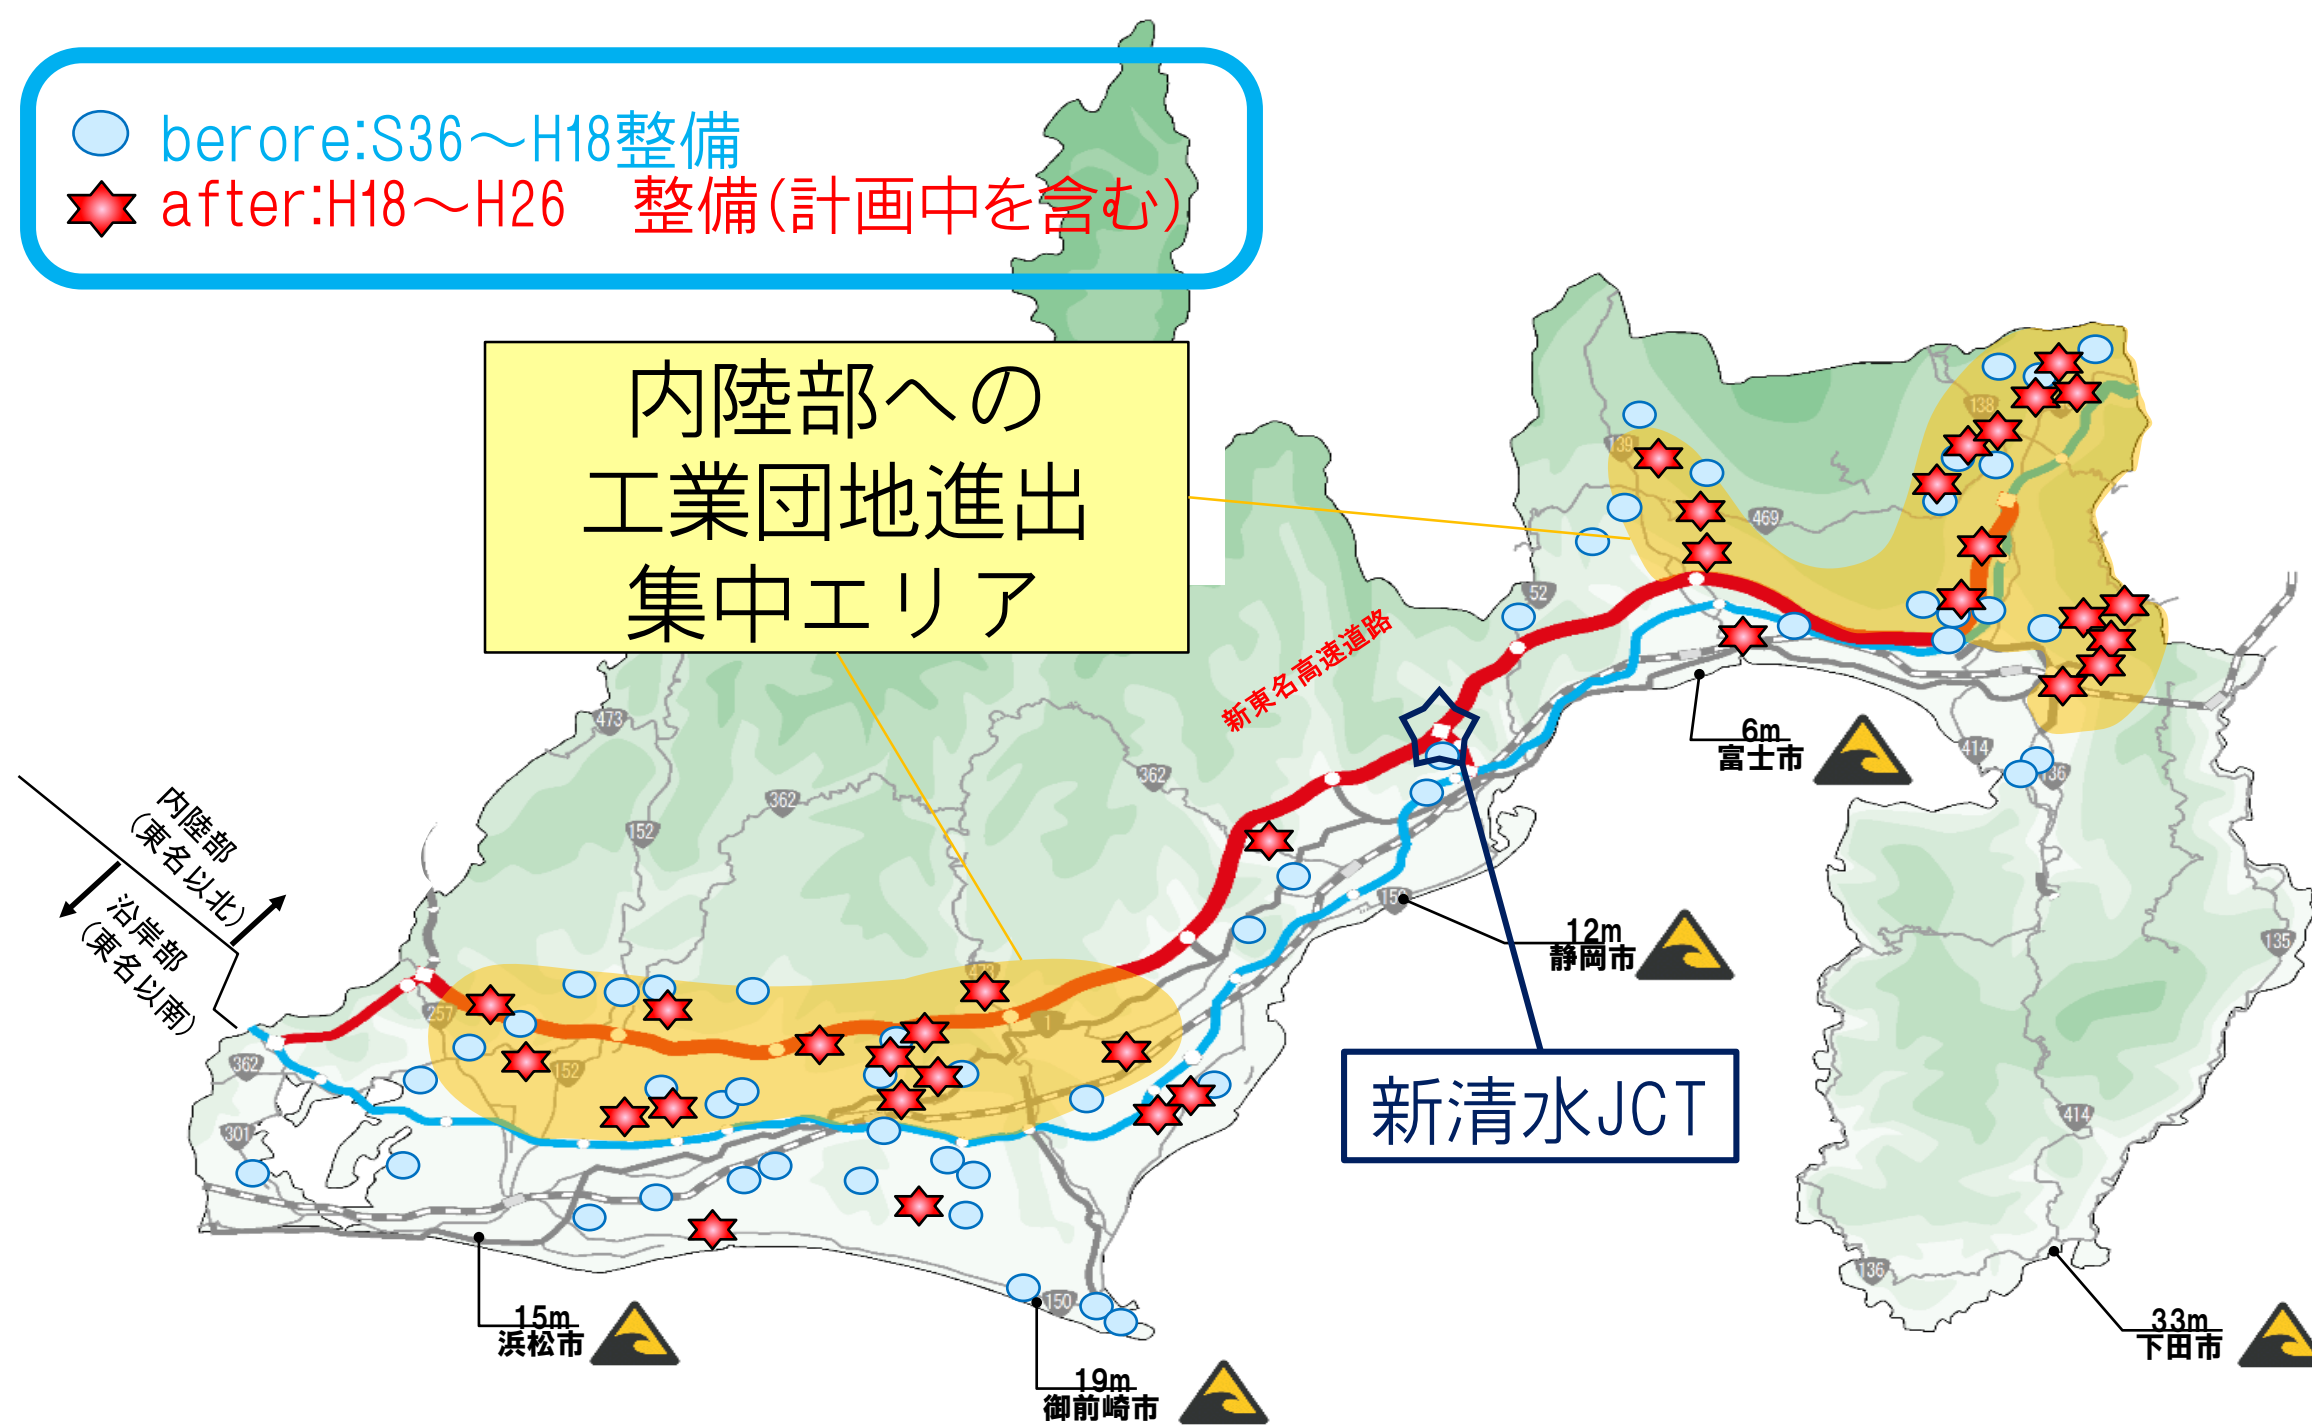 berore:S36～H18整備
after:H18～H26　整備(計画中を含む)
内陸部への
工業団地進出
集中エリア
新東名高速道路
新清水JCT
内陸部
(東名以北)
沿岸部
(東名以南)
6m
富士市
12m
静岡市
15m
浜松市
19m
御前崎市
33m
下田市
138
139
469
52
473
362
362
152
414
136
135
257
473
1
152
362
301
414
136
150